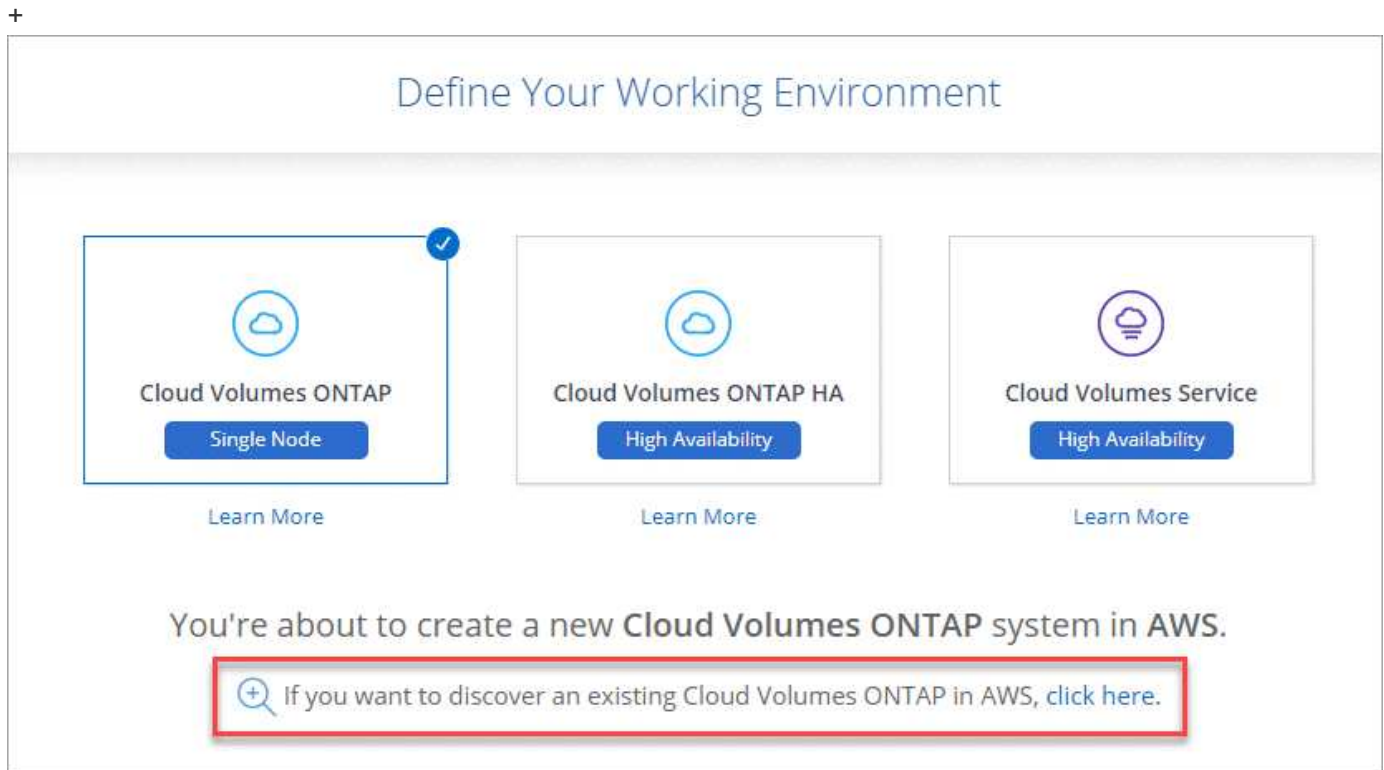 +
Define Your Working Environment
Cloud Volumes ONTAP
Single Node
Learn More
Cloud Volumes ONTAP HA
High Availability
Learn More
Cloud Volumes Service
High Availability
Learn More
You're about to create a new Cloud Volumes ONTAP system in AWS.
If you want to discover an existing Cloud Volumes ONTAP in AWS, click here.